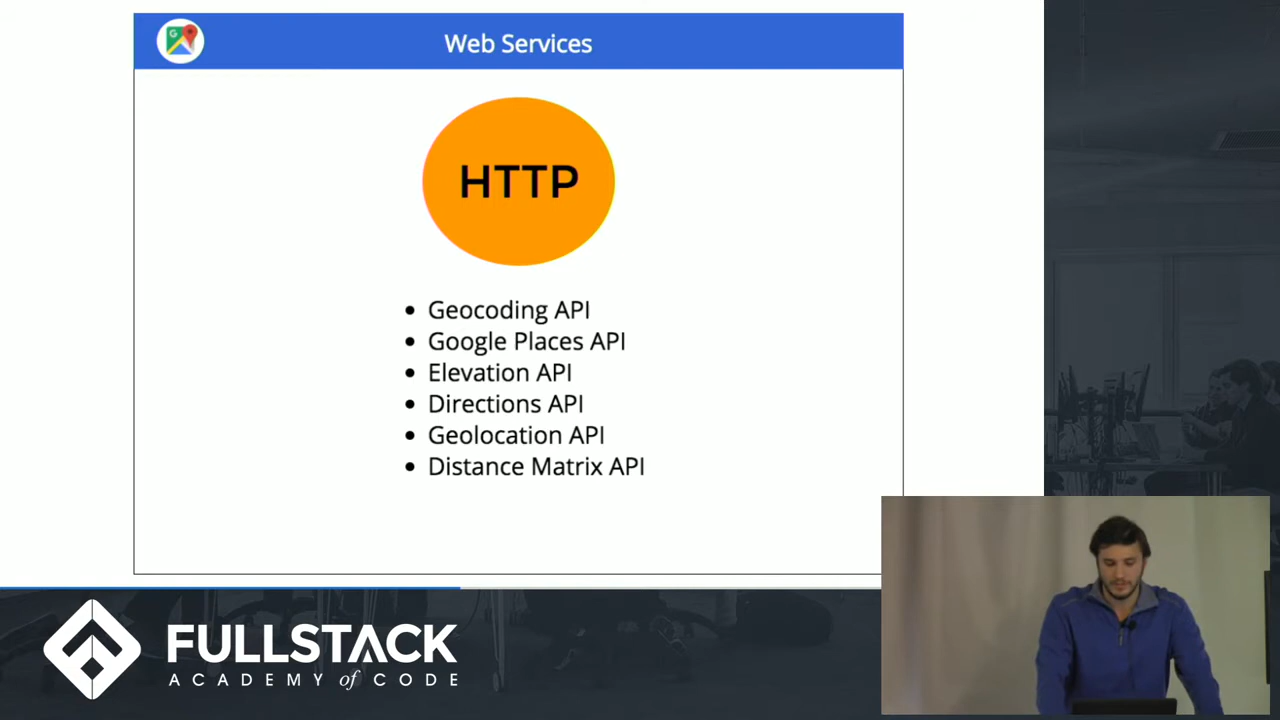 Web Services
HTTP
• Geocoding API
• Google Places API
• Elevation API
• Directions API
• Geolocation API
• Distance Matrix API
FULLSTACK
ACADEMY of CODE